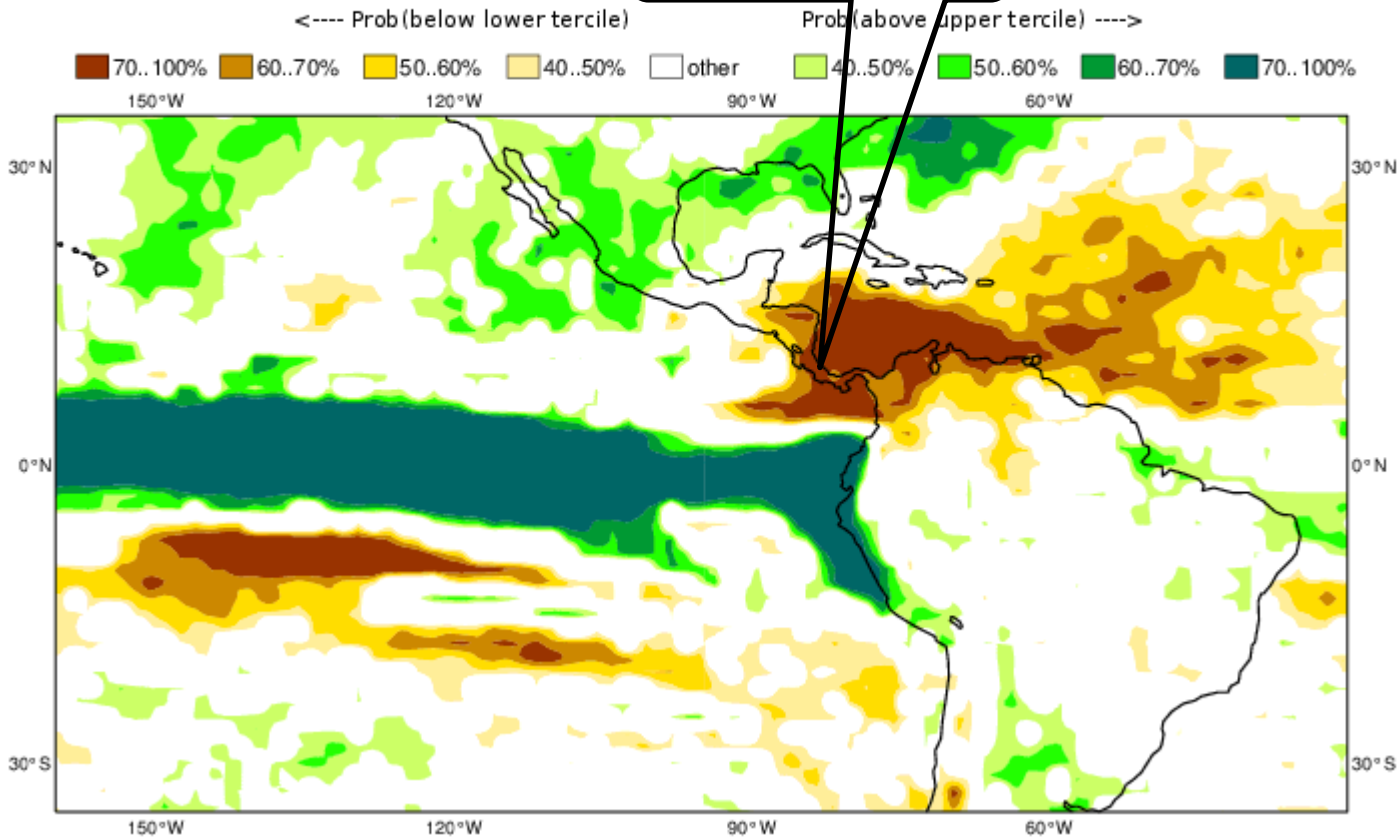 <---- Prob(below lower tercile) Prob(above upper tercile) ---->
70..100% 60..70% 50..60% 40..50% other 40..50% 50..60% 60..70% 70..100%
150°W 120°W 90°W 60°W
30°N 30°N
0°N 0°N
30°S 30°S
150°W 120°W 90°W 60°W